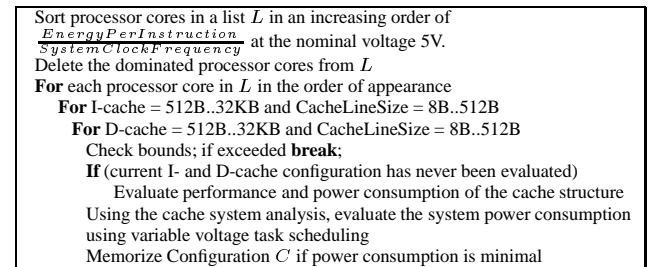 Sort processor cores in a list L in an increasing order of
EnergyPerInstruction / SystemClockFrequency at the nominal voltage 5V.
Delete the dominated processor cores from L
For each processor core in L in the order of appearance
For I-cache = 512B..32KB and CacheLineSize = 8B..512B
For D-cache = 512B..32KB and CacheLineSize = 8B..512B
Check bounds; if exceeded break;
If (current I- and D-cache configuration has never been evaluated)
Evaluate performance and power consumption of the cache structure
Using the cache system analysis, evaluate the system power consumption
using variable voltage task scheduling
Memorize Configuration C if power consumption is minimal